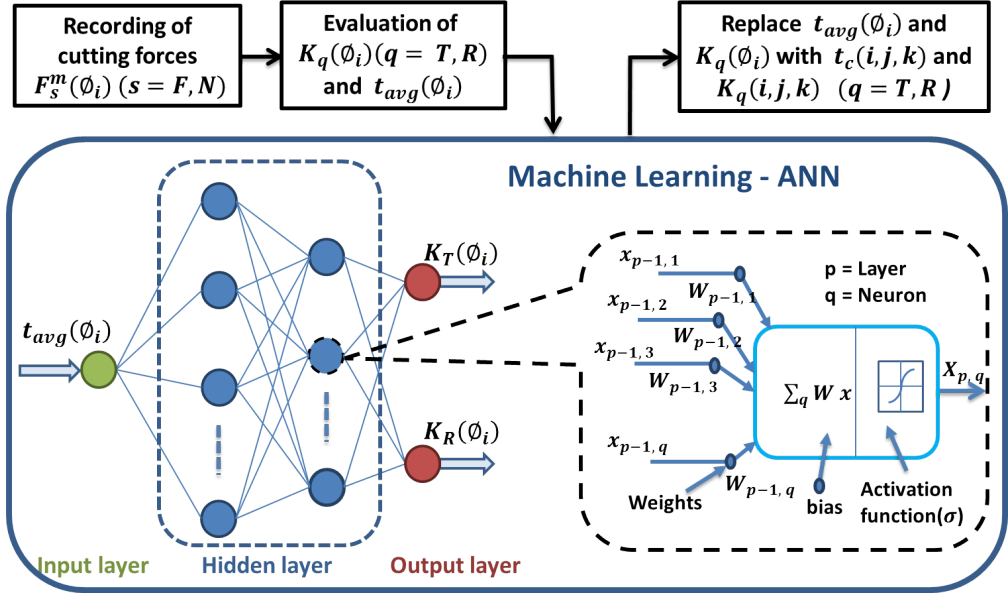 Recording of
cutting forces
F_s^m(∅_i) (s = F, N)
Evaluation of
K_q(∅_i)(q = T, R)
and t_avg(∅_i)
Replace t_avg(∅_i) and
K_q(∅_i) with t_c(i, j, k) and
K_q(i, j, k) (q = T, R )
Machine Learning - ANN
t_avg(∅_i)
K_T(∅_i)
K_R(∅_i)
Input layer
Hidden layer
Output layer
x_p−1, 1
W_p−1, 1
x_p−1, 2
W_p−1, 2
x_p−1, 3
W_p−1, 3
x_p−1, q
W_p−1, q
Weights
p = Layer
q = Neuron
∑_q W x
X_p, q
bias
Activation
function(σ)